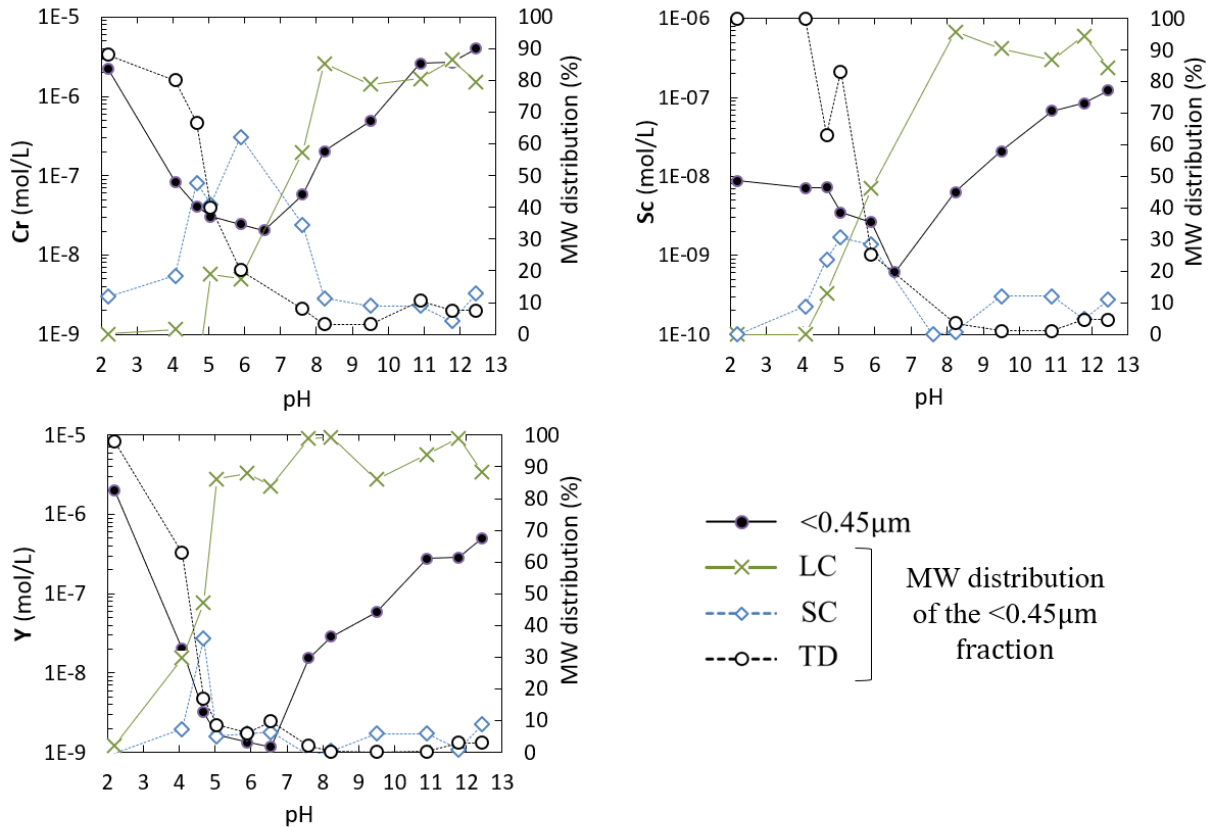 1E-5
1E-6
1E-7
1E-8
1E-9
Cr (mol/L)
100
90
80
70
60
50
40
30
20
10
0
MW distribution (%)
2 3 4 5 6 7 8 9 10 11 12 13
pH
1E-06
1E-07
1E-08
1E-09
1E-10
Sc (mol/L)
100
90
80
70
60
50
40
30
20
10
0
MW distribution (%)
2 3 4 5 6 7 8 9 10 11 12 13
pH
1E-5
1E-6
1E-7
1E-8
1E-9
Y (mol/L)
100
90
80
70
60
50
40
30
20
10
0
MW distribution (%)
2 3 4 5 6 7 8 9 10 11 12 13
pH
<0.45µm
LC
SC
TD
MW distribution
of the <0.45µm
fraction